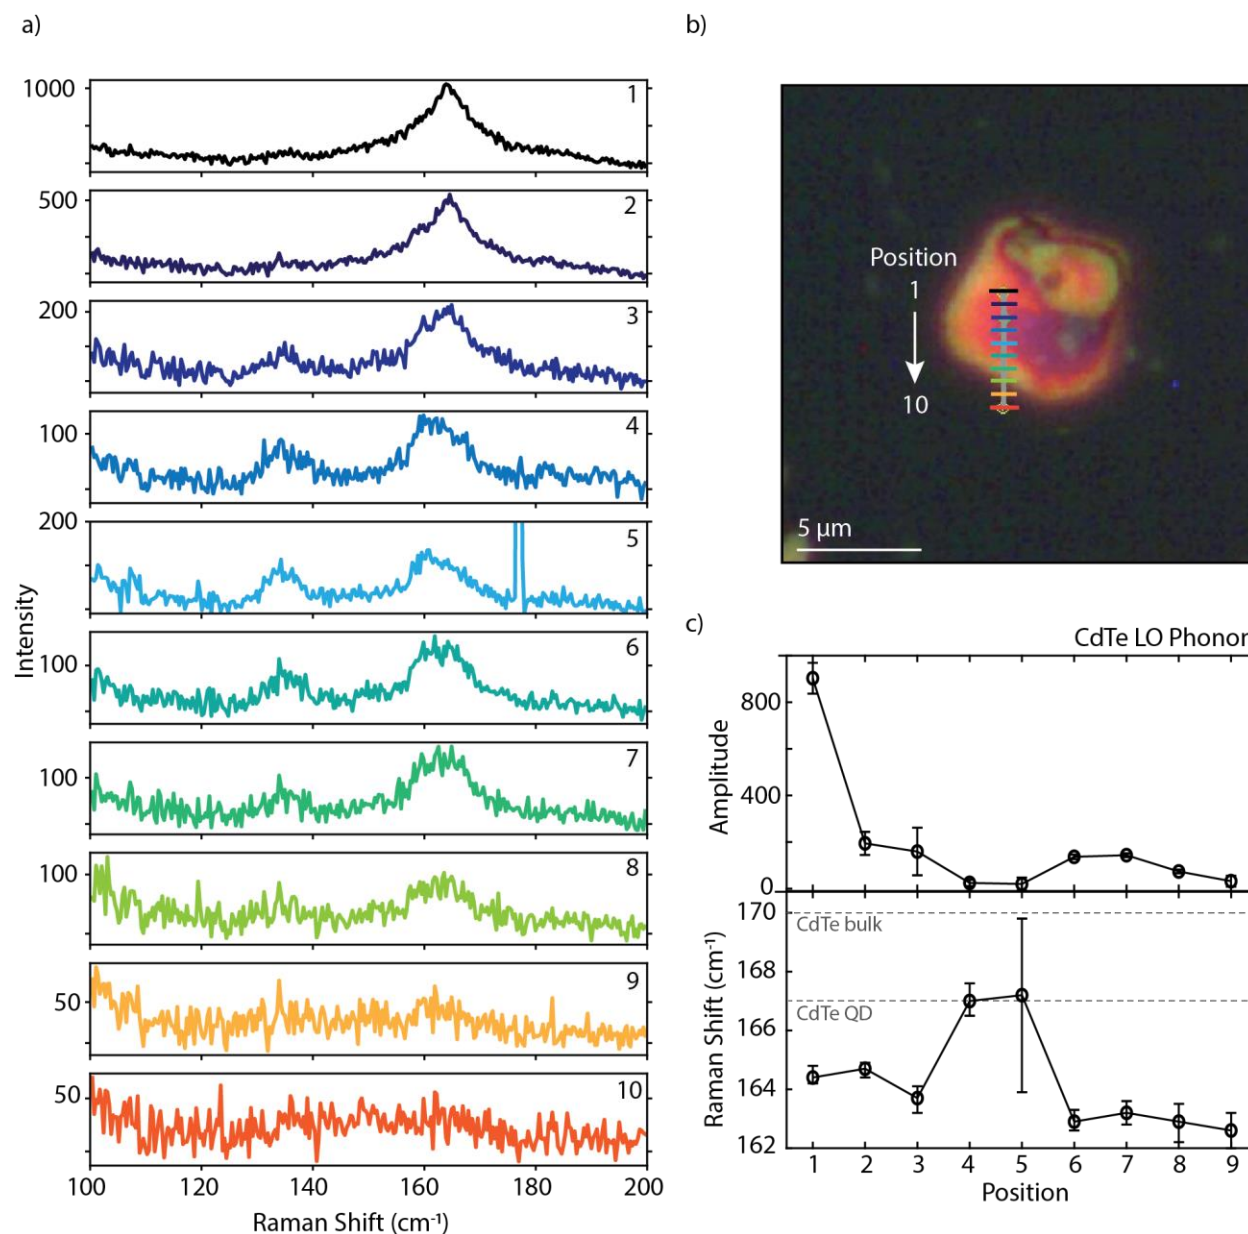 a)
1000
1
500
2
200
3
100
4
200
5
100
6
100
7
100
8
50
9
50
10
100 120 140 160 180 200
Raman Shift (cm⁻¹)
Intensity
b)
Position
1
10
5 µm
c)
CdTe LO Phonon
800
400
0
Amplitude
170
168
166
164
162
CdTe bulk
CdTe QD
Raman Shift (cm⁻¹)
1 2 3 4 5 6 7 8 9
Position